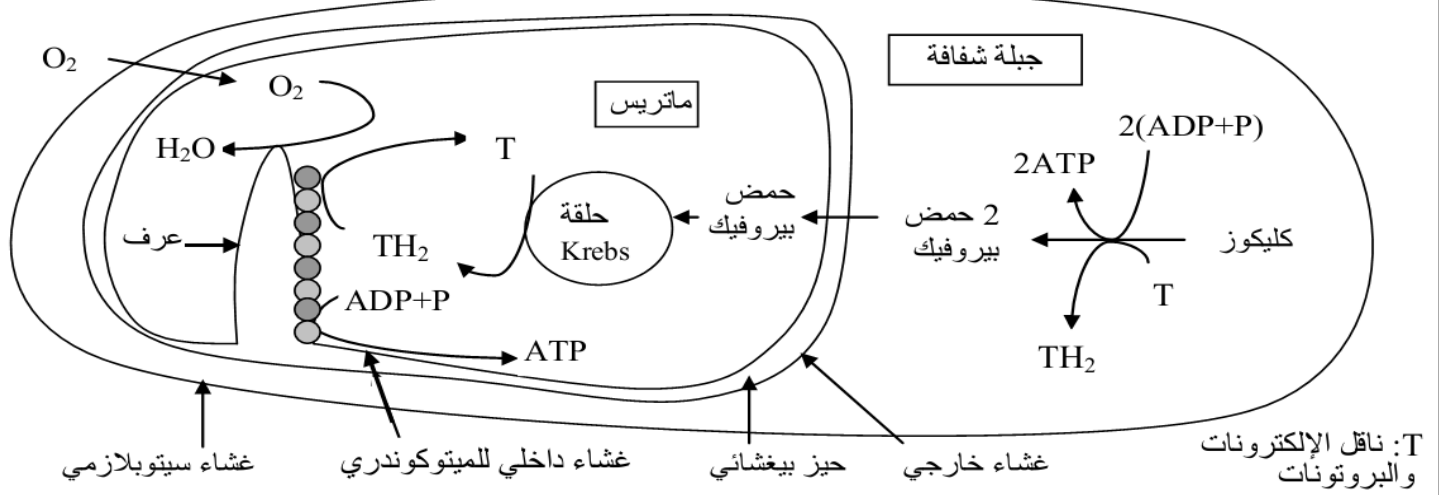 جبلة شفافة
O₂
O₂
ماتريس
2(ADP+P)
H₂O
T
2ATP
حمض
بيروفيك
حلقة
Krebs
2 حمض
بيروفيك
كليكوز
عرف
TH₂
T
ADP+P
ATP
TH₂
غشاء سيتوبلازمي
غشاء داخلي للميتوكوندري
حيز بيغشائي
غشاء خارجي
T: ناقل الإلكترونات
والبروتونات